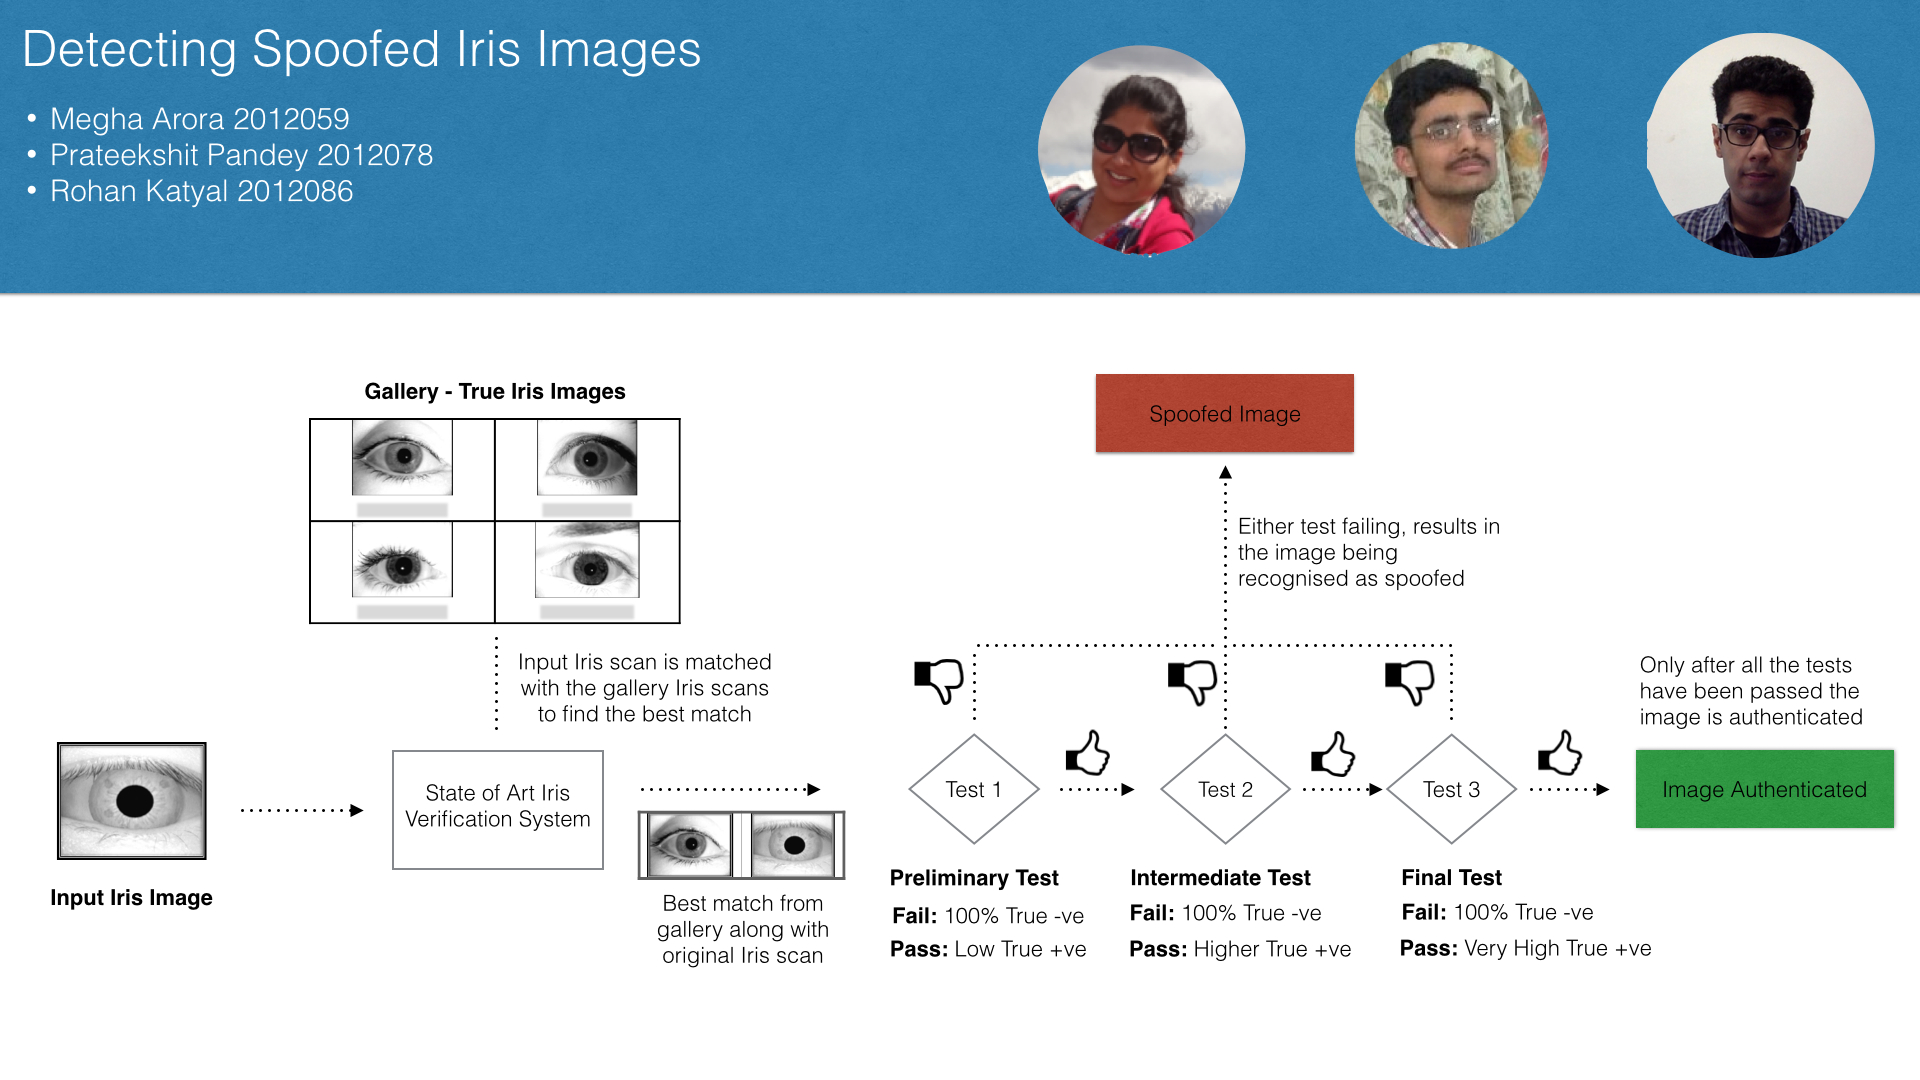 Detecting Spoofed Iris Images
• Megha Arora 2012059
• Prateekshit Pandey 2012078
• Rohan Katyal 2012086
Gallery - True Iris Images
Input Iris scan is matched
with the gallery Iris scans
to find the best match
Input Iris Image
State of Art Iris
Verification System
Best match from
gallery along with
original Iris scan
Spoofed Image
Either test failing, results in
the image being
recognised as spoofed
Test 1
Test 2
Test 3
Only after all the tests
have been passed the
image is authenticated
Image Authenticated
Preliminary Test
Fail: 100% True -ve
Pass: Low True +ve
Intermediate Test
Fail: 100% True -ve
Pass: Higher True +ve
Final Test
Fail: 100% True -ve
Pass: Very High True +ve